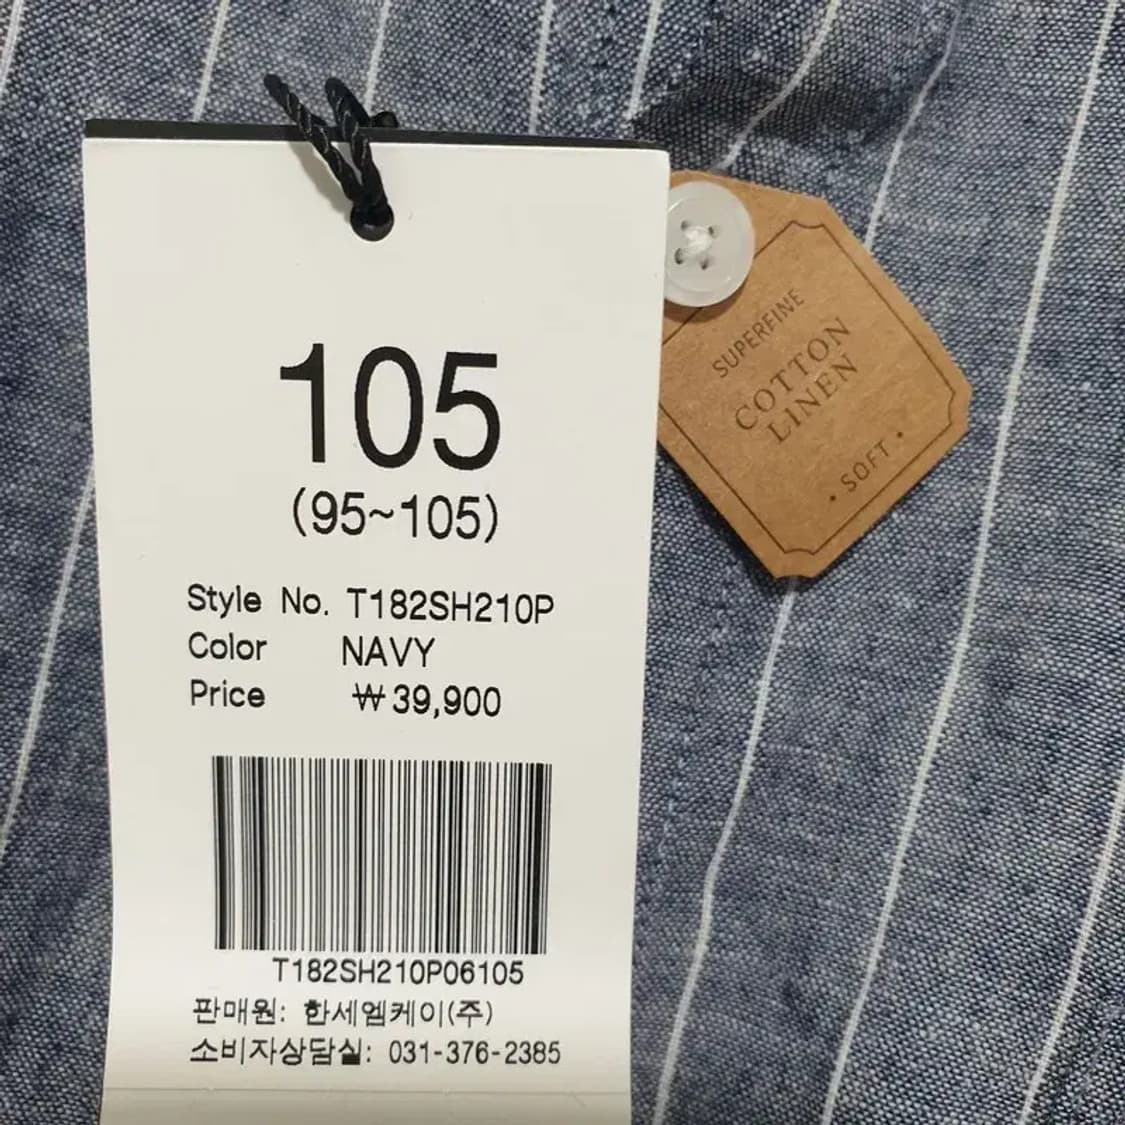 105
(95~105)
Style No. T182SH210P
Color NAVY
Price ₩39,900
T182SH210P06105
판매원: 한세엠케이(주)
소비자상담실: 031-376-2385
SUPERFINE
COTTON
LINEN
• SOFT •